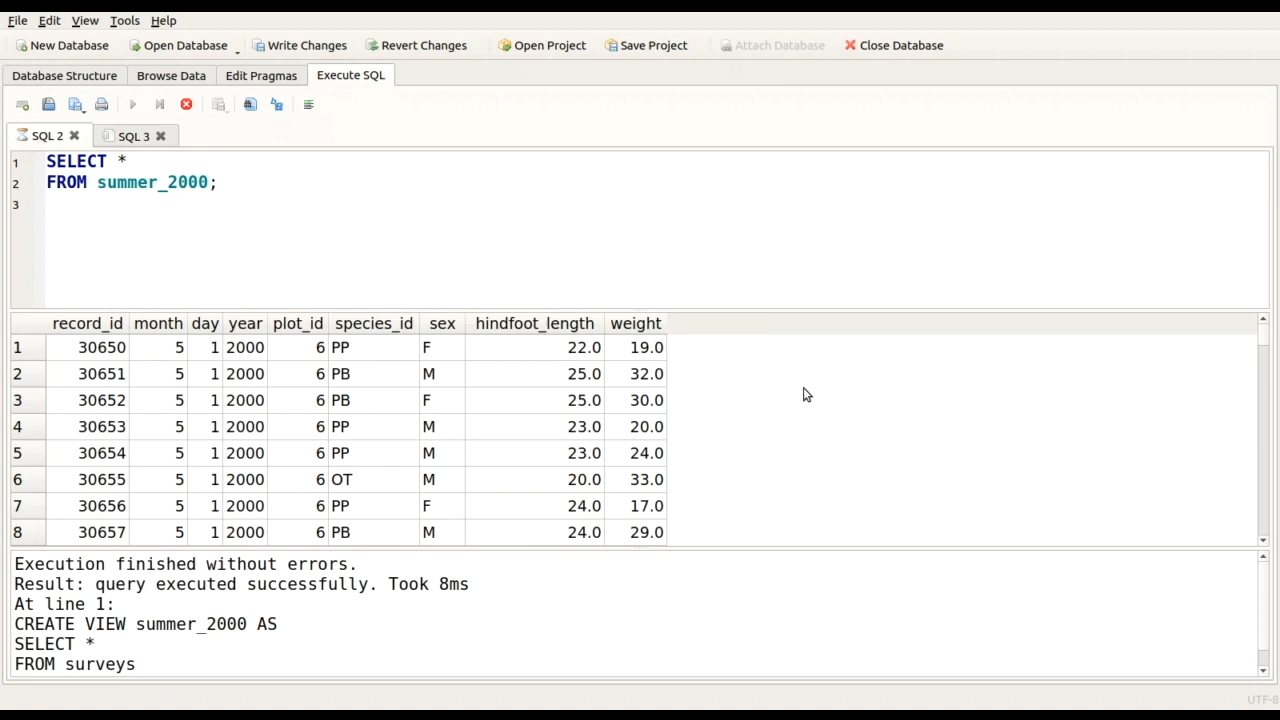 File Edit View Tools Help
New Database Open Database Write Changes Revert Changes Open Project Save Project Attach Database Close Database
Database Structure Browse Data Edit Pragmas Execute SQL
SQL 2 SQL 3
1 SELECT *
2 FROM summer_2000;
3
record_id month day year plot_id species_id sex hindfoot_length weight
1 30650 5 1 2000 6 PP F 22.0 19.0
2 30651 5 1 2000 6 PB M 25.0 32.0
3 30652 5 1 2000 6 PB F 25.0 30.0
4 30653 5 1 2000 6 PP M 23.0 20.0
5 30654 5 1 2000 6 PP M 23.0 24.0
6 30655 5 1 2000 6 OT M 20.0 33.0
7 30656 5 1 2000 6 PP F 24.0 17.0
8 30657 5 1 2000 6 PB M 24.0 29.0
Execution finished without errors.
Result: query executed successfully. Took 8ms
At line 1:
CREATE VIEW summer_2000 AS
SELECT *
FROM surveys
UTF-8